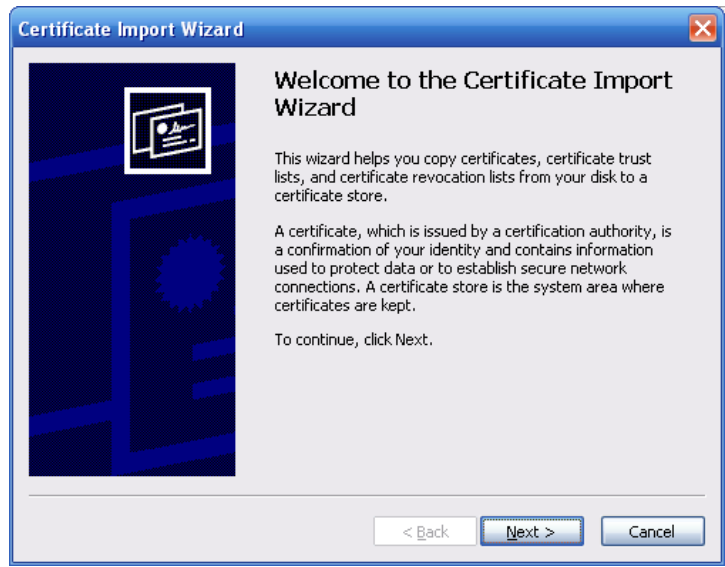 Certificate Import Wizard
Welcome to the Certificate Import
Wizard
This wizard helps you copy certificates, certificate trust
lists, and certificate revocation lists from your disk to a
certificate store.
A certificate, which is issued by a certification authority, is
a confirmation of your identity and contains information
used to protect data or to establish secure network
connections. A certificate store is the system area where
certificates are kept.
To continue, click Next.
< Back Next > Cancel